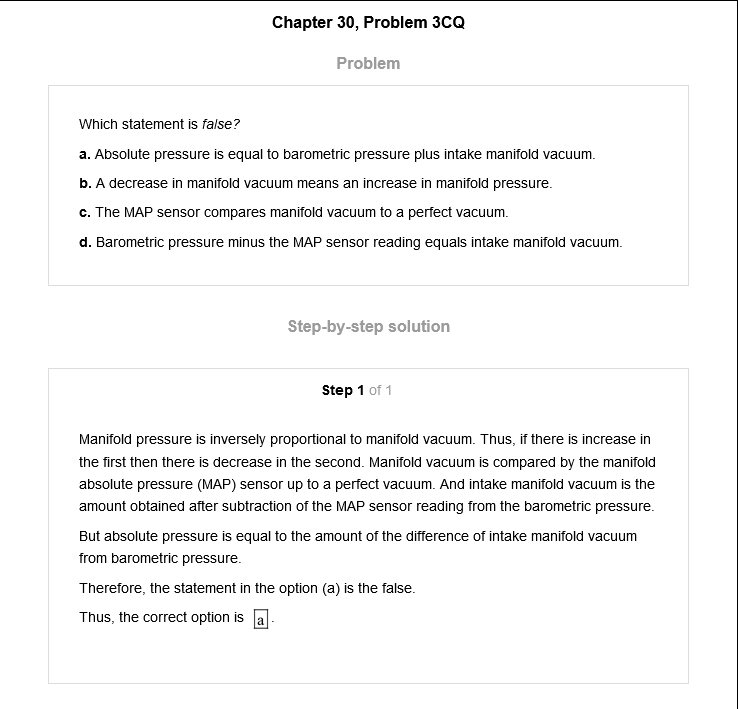 Chapter 30, Problem 3CQ
Problem
Which statement is false?
a. Absolute pressure is equal to barometric pressure plus intake manifold vacuum.
b. A decrease in manifold vacuum means an increase in manifold pressure.
c. The MAP sensor compares manifold vacuum to a perfect vacuum.
d. Barometric pressure minus the MAP sensor reading equals intake manifold vacuum.
Step-by-step solution
Step 1 of 1
Manifold pressure is inversely proportional to manifold vacuum. Thus, if there is increase in
the first then there is decrease in the second. Manifold vacuum is compared by the manifold
absolute pressure (MAP) sensor up to a perfect vacuum. And intake manifold vacuum is the
amount obtained after subtraction of the MAP sensor reading from the barometric pressure.
But absolute pressure is equal to the amount of the difference of intake manifold vacuum
from barometric pressure.
Therefore, the statement in the option (a) is the false.
Thus, the correct option is a.